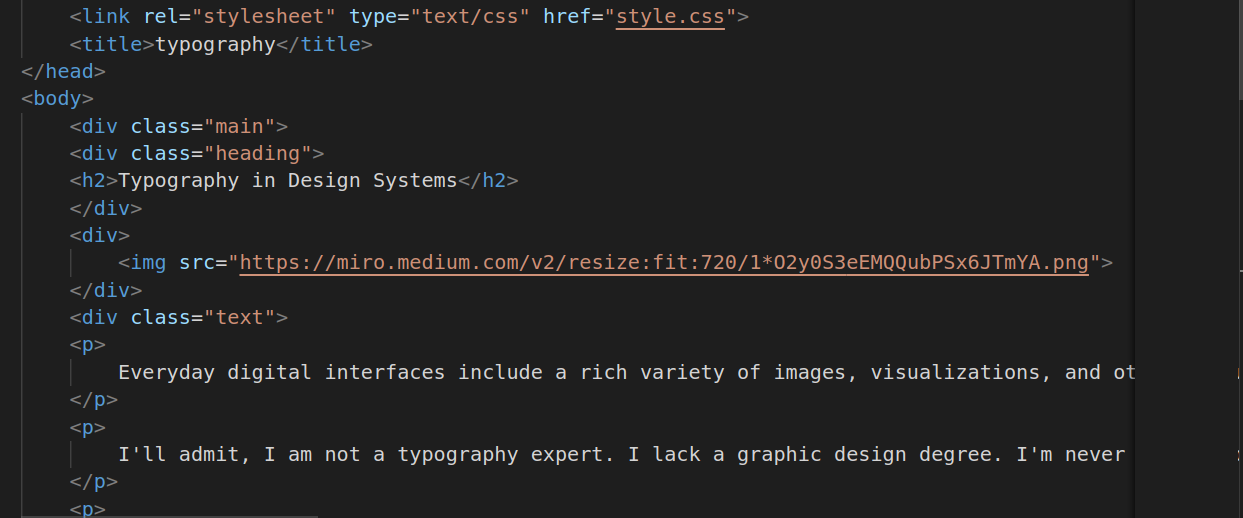 <link rel="stylesheet" type="text/css" href="style.css">
<title>typography</title>
</head>
<body>
<div class="main">
<div class="heading">
<h2>Typography in Design Systems</h2>
</div>
<div>
<img src="https://miro.medium.com/v2/resize:fit:720/1*O2y0S3eEMQQubPSx6JTmYA.png">
</div>
<div class="text">
<p>
Everyday digital interfaces include a rich variety of images, visualizations, and ot
</p>
<p>
I'll admit, I am not a typography expert. I lack a graphic design degree. I'm never
</p>
<p>